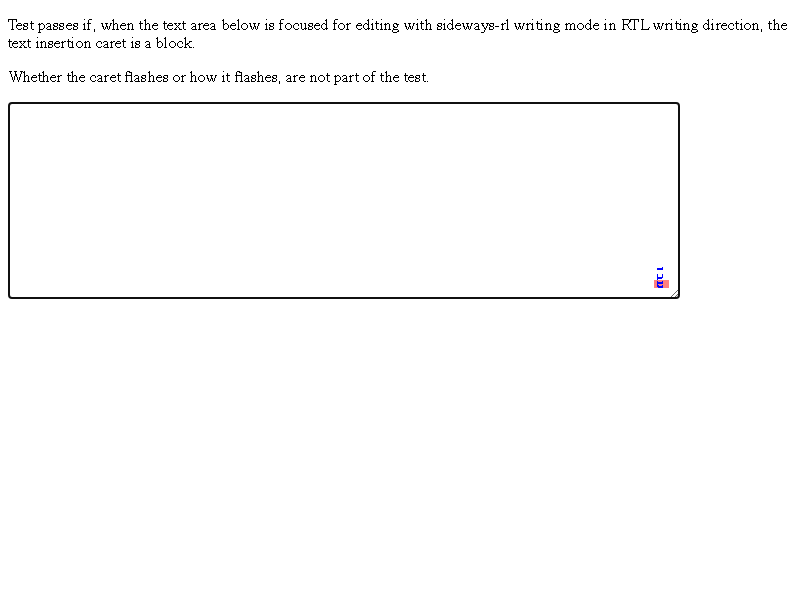 Test passes if, when the text area below is focused for editing with sideways-rl writing mode in RTL writing direction, the
text insertion caret is a block.
Whether the caret flashes or how it flashes, are not part of the test.